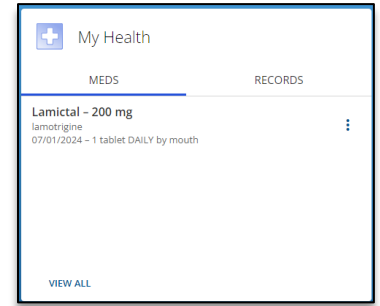 My Health
MEDS RECORDS
Lamictal – 200 mg
lamotrigine
07/01/2024 – 1 tablet DAILY by mouth
VIEW ALL